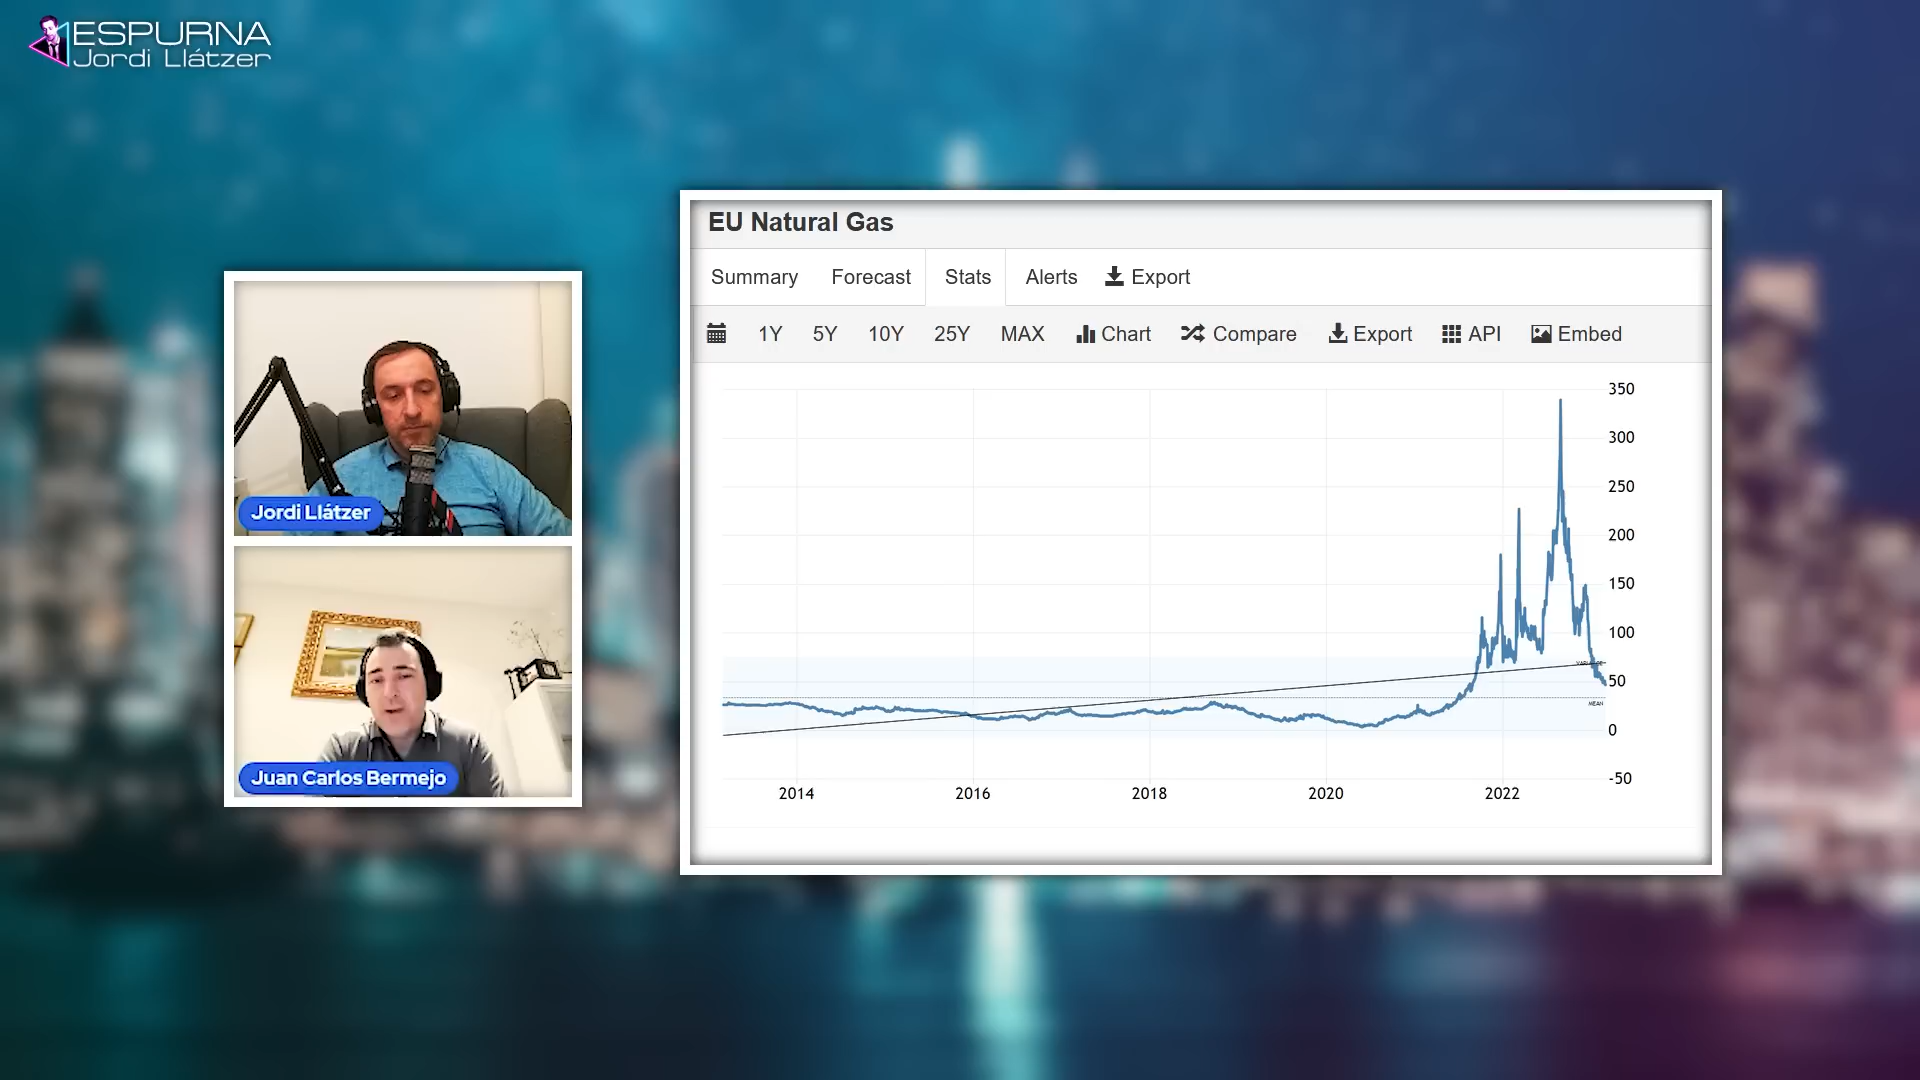 ESPURNA
Jordi Llátzer
EU Natural Gas
Summary Forecast Stats Alerts Export
1Y 5Y 10Y 25Y MAX Chart Compare Export API Embed
350
300
250
200
150
100
50
MEAN
0
-50
2014 2016 2018 2020 2022
Jordi Llátzer
Juan Carlos Bermejo